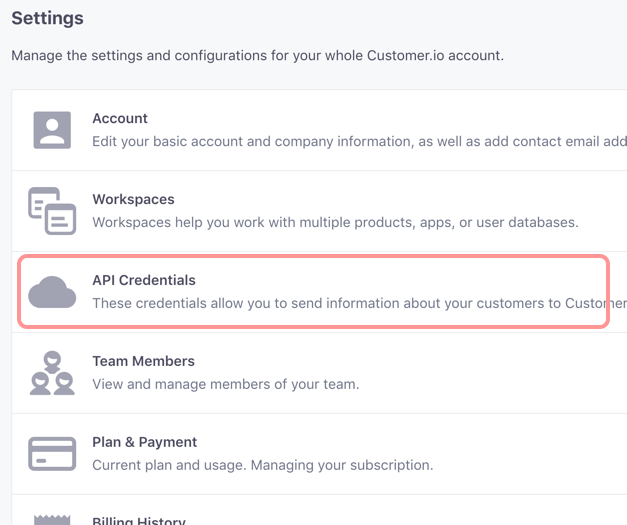 Settings
Manage the settings and configurations for your whole Customer.io account.
Account
Edit your basic account and company information, as well as add contact email add
Workspaces
Workspaces help you work with multiple products, apps, or user databases.
API Credentials
These credentials allow you to send information about your customers to Customer
Team Members
View and manage members of your team.
Plan & Payment
Current plan and usage. Managing your subscription.
Billing History